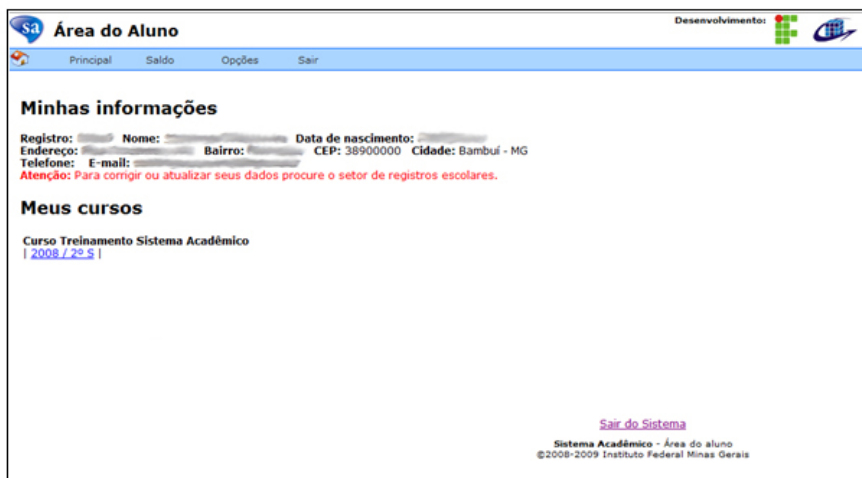 sa Área do Aluno
Desenvolvimento:
Principal Saldo Opções Sair
Minhas informações
Registro: Nome: Data de nascimento:
Endereço: Bairro: CEP: 38900000 Cidade: Bambuí - MG
Telefone: E-mail:
Atenção: Para corrigir ou atualizar seus dados procure o setor de registros escolares.
Meus cursos
Curso Treinamento Sistema Acadêmico
| 2008 / 2º S |
Sair do Sistema
Sistema Acadêmico - Área do aluno
©2008-2009 Instituto Federal Minas Gerais